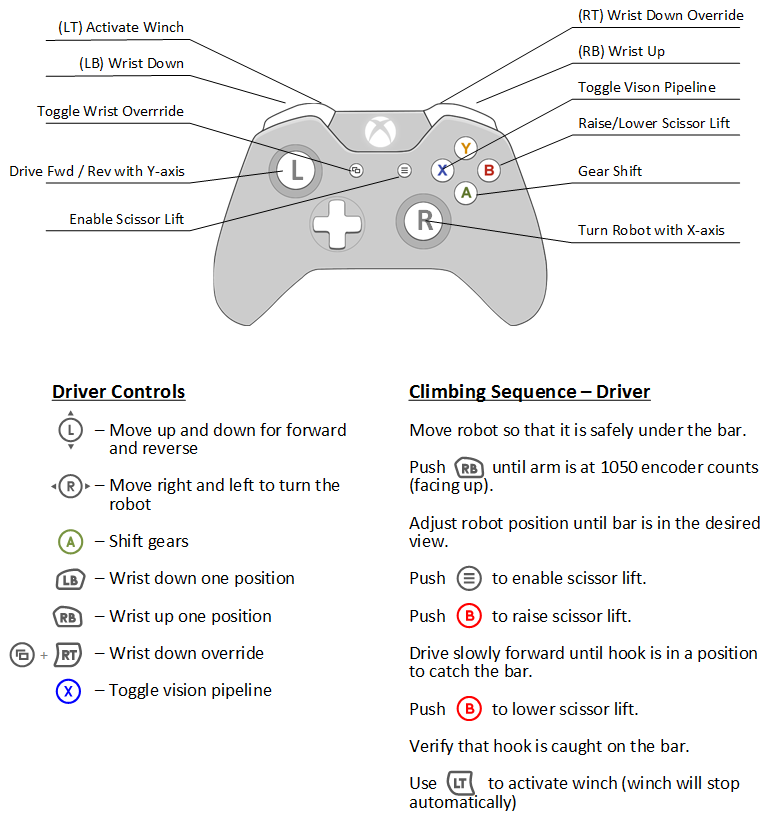 (LT) Activate Winch
(LB) Wrist Down
Toggle Wrist Overrride
Drive Fwd / Rev with Y-axis
Enable Scissor Lift
(RT) Wrist Down Override
(RB) Wrist Up
Toggle Vison Pipeline
Raise/Lower Scissor Lift
Gear Shift
Turn Robot with X-axis
L
Y
X
B
A
R
Driver Controls
L – Move up and down for forward
and reverse
R – Move right and left to turn the
robot
A – Shift gears
LB – Wrist down one position
RB – Wrist up one position
+ RT – Wrist down override
X – Toggle vision pipeline
Climbing Sequence – Driver
Move robot so that it is safely under the bar.
Push RB until arm is at 1050 encoder counts
(facing up).
Adjust robot position until bar is in the desired
view.
Push to enable scissor lift.
Push B to raise scissor lift.
Drive slowly forward until hook is in a position
to catch the bar.
Push B to lower scissor lift.
Verify that hook is caught on the bar.
Use LT to activate winch (winch will stop
automatically)